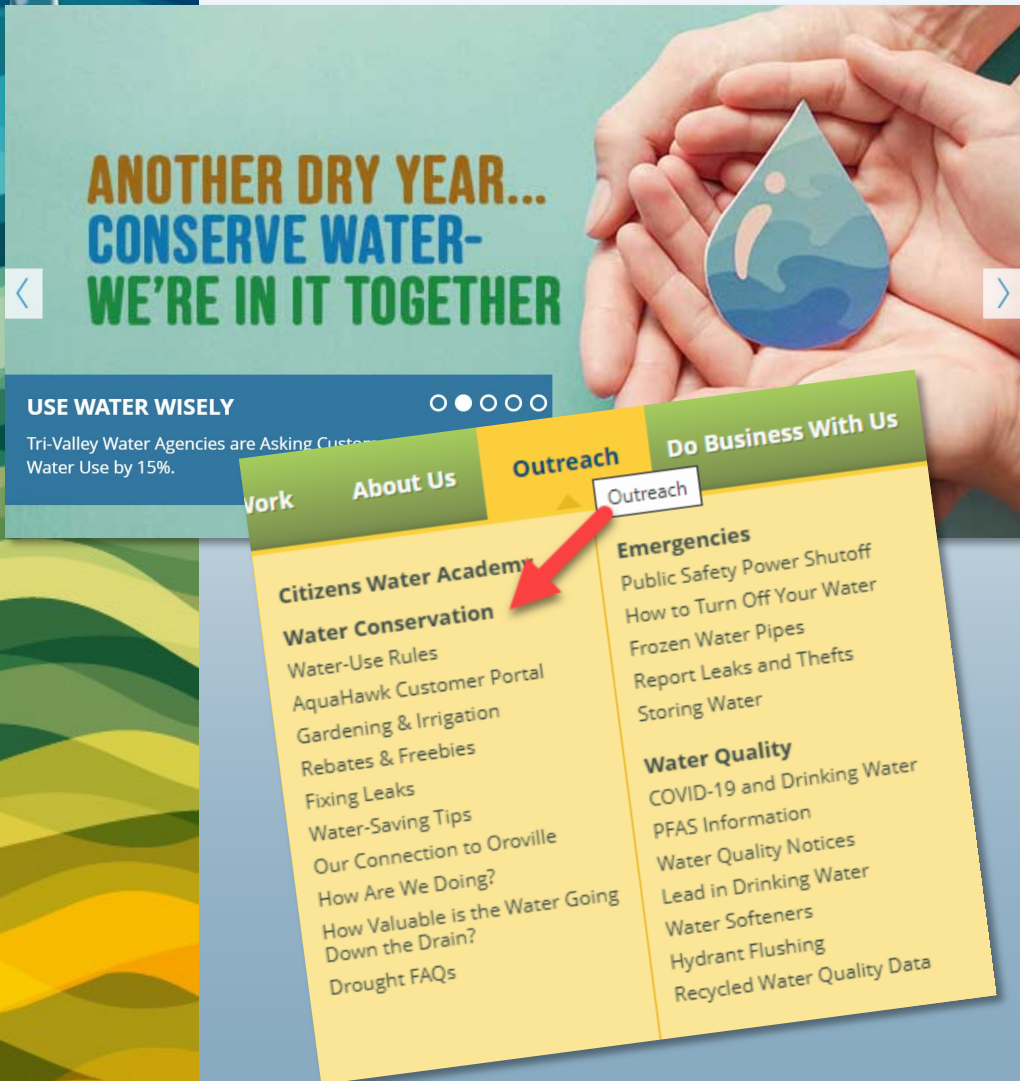 ANOTHER DRY YEAR...
CONSERVE WATER-
WE'RE IN IT TOGETHER
USE WATER WISELY
Tri-Valley Water Agencies are Asking
Water Use by 15%.
About Us
Outreach
Do Business With Us
Outreach
Citizens Water Academy
Water Conservation
Water-Use Rules
AquaHawk Customer Portal
Gardening & Irrigation
Rebates & Freebies
Fixing Leaks
Water-Saving Tips
Our Connection to Oroville
How Are We Doing?
How Valuable is the Water Going
Down the Drain?
Drought FAQs
Emergencies
Public Safety Power Shutoff
How to Turn Off Your Water
Frozen Water Pipes
Report Leaks and Thefts
Storing Water
Water Quality
COVID-19 and Drinking Water
PFAS Information
Water Quality Notices
Lead in Drinking Water
Water Softeners
Hydrant Flushing
Recycled Water Quality Data